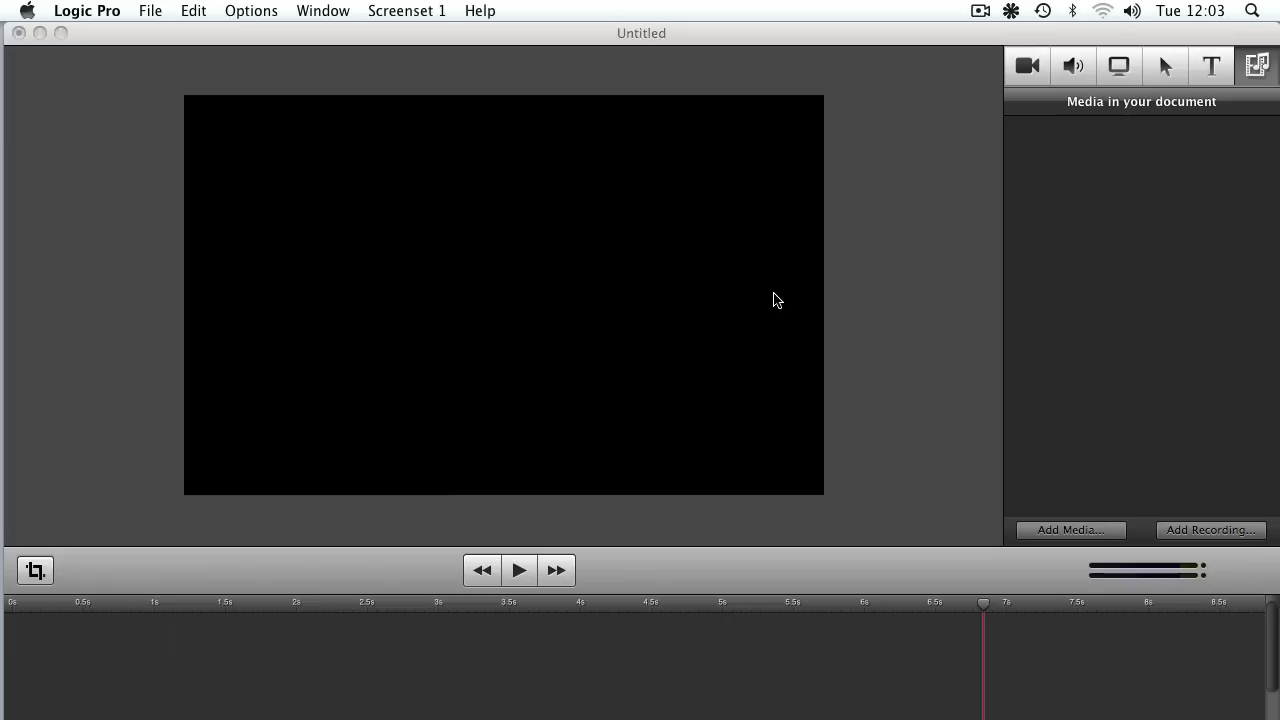 Logic Pro File Edit Options Window Screenset 1 Help Tue 12:03
Untitled
T
Media in your document
Add Media... Add Recording...
0s 0.5s 1s 1.5s 2s 2.5s 3s 3.5s 4s 4.5s 5s 5.5s 6s 6.5s 7s 7.5s 8s 8.5s